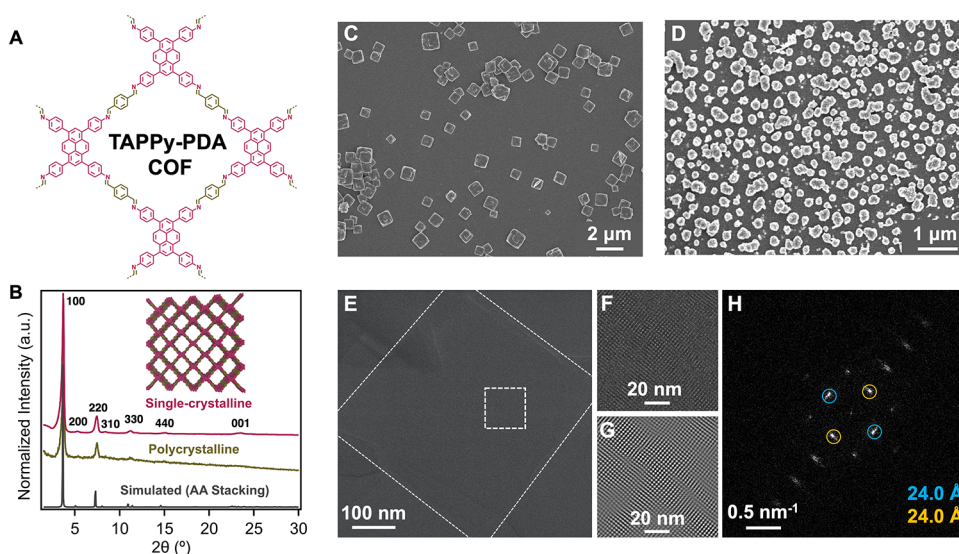 A
TAPPy-PDA
COF
B
Normalized Intensity (a.u.)
100
200
220
310
330
440
001
Single-crystalline
Polycrystalline
Simulated (AA Stacking)
5
10
15
20
25
30
2θ (º)
C
2 µm
D
1 µm
E
100 nm
F
20 nm
G
20 nm
H
24.0 Å
24.0 Å
0.5 nm⁻¹